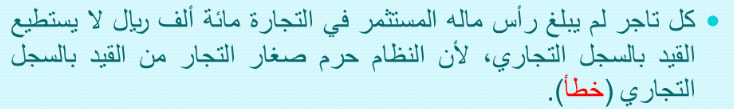 • كل تاجر لم يبلغ رأس ماله المستثمر في التجارة مائة ألف ريال لا يستطيع
القيد بالسجل التجاري، لأن النظام حرم صغار التجار من القيد بالسجل
التجاري (خطأ).